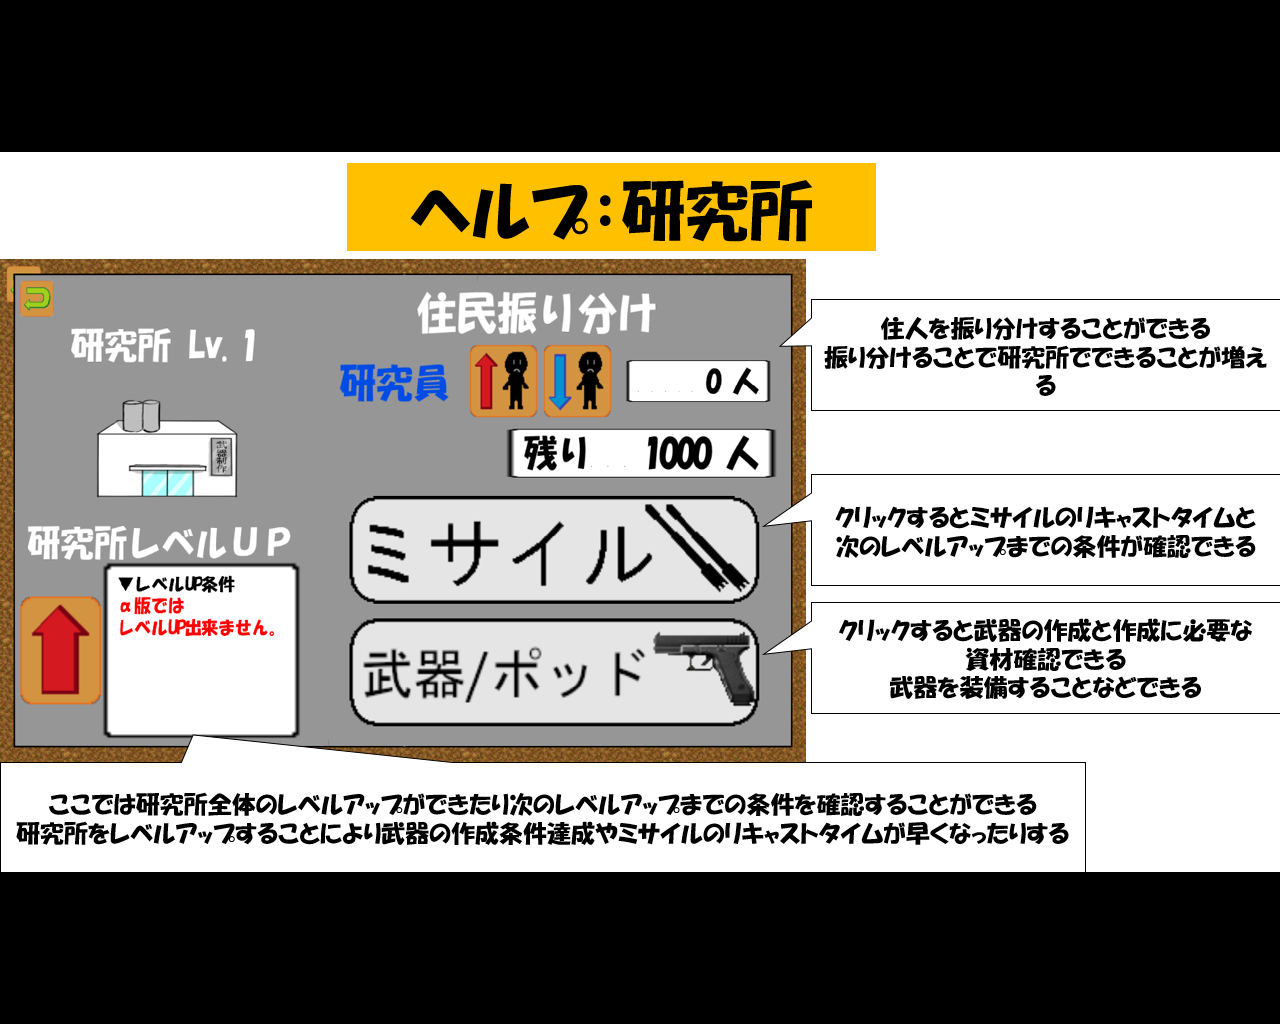 ヘルプ：研究所
住民振り分け
研究所 Lv. 1
研究員
0 人
残り 1000 人
武器制作
ミサイル
研究所レベルＵＰ
▼レベルUP条件
α版では
レベルUP出来ません。
武器/ポッド
住人を振り分けすることができる
振り分けることで研究所でできることが増え
る
クリックするとミサイルのリキャストタイムと
次のレベルアップまでの条件が確認できる
クリックすると武器の作成と作成に必要な
資材確認できる
武器を装備することなどできる
ここでは研究所全体のレベルアップができたり次のレベルアップまでの条件を確認することができる
研究所をレベルアップすることにより武器の作成条件達成やミサイルのリキャストタイムが早くなったりする